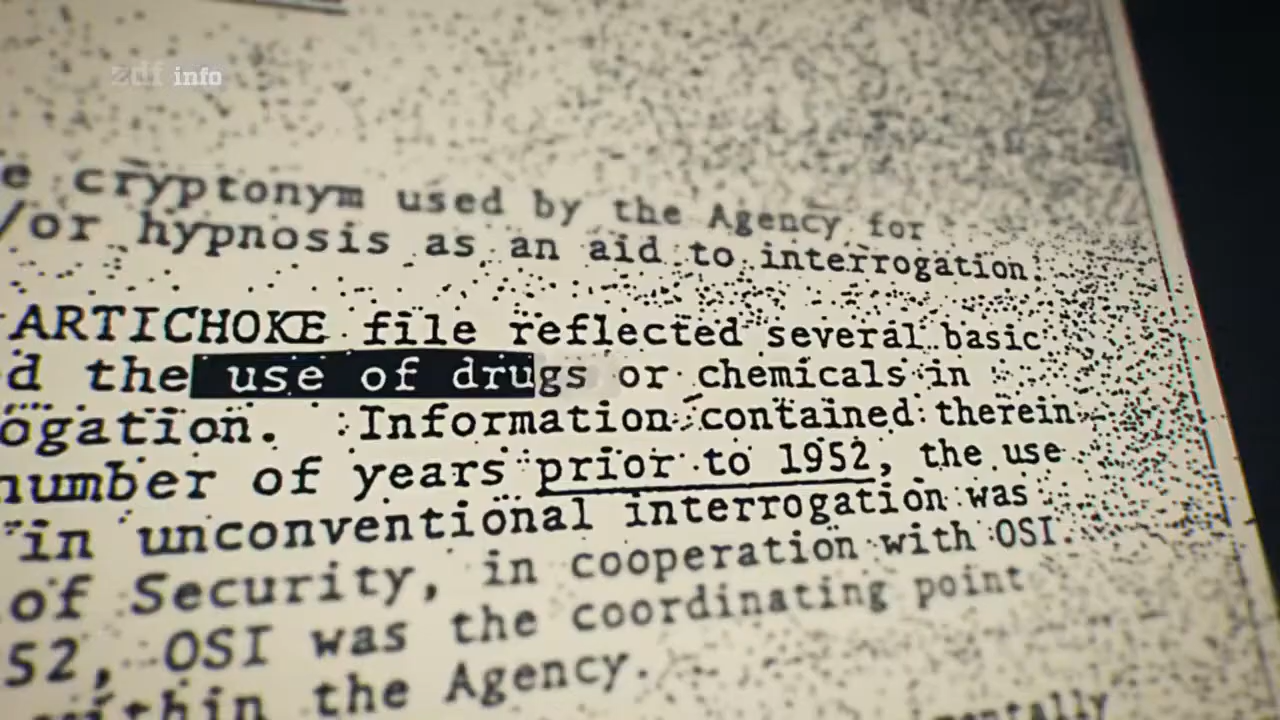 zdf info
e cryptonym used by the Agency for
/or hypnosis as an aid to interrogation.
ARTICHOKE file reflected several basic
d the use of drugs or chemicals in
ogation. Information contained therein
number of years prior to 1952, the use
in unconventional interrogation was
of Security, in cooperation with OSI.
52, OSI was the coordinating point
within the Agency.
mentally